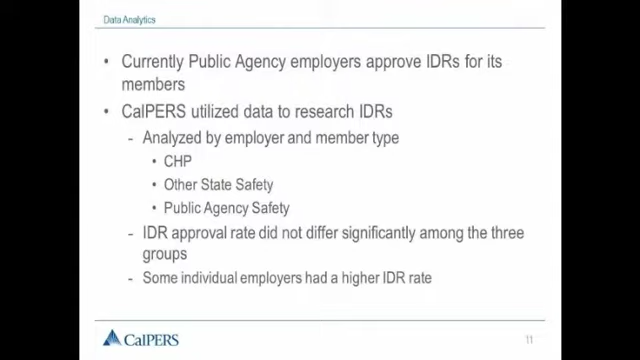 Data Analytics
• Currently Public Agency employers approve IDRs for its
members
• CalPERS utilized data to research IDRs
- Analyzed by employer and member type
• CHP
• Other State Safety
• Public Agency Safety
- IDR approval rate did not differ significantly among the three
groups
- Some individual employers had a higher IDR rate
CalPERS
11